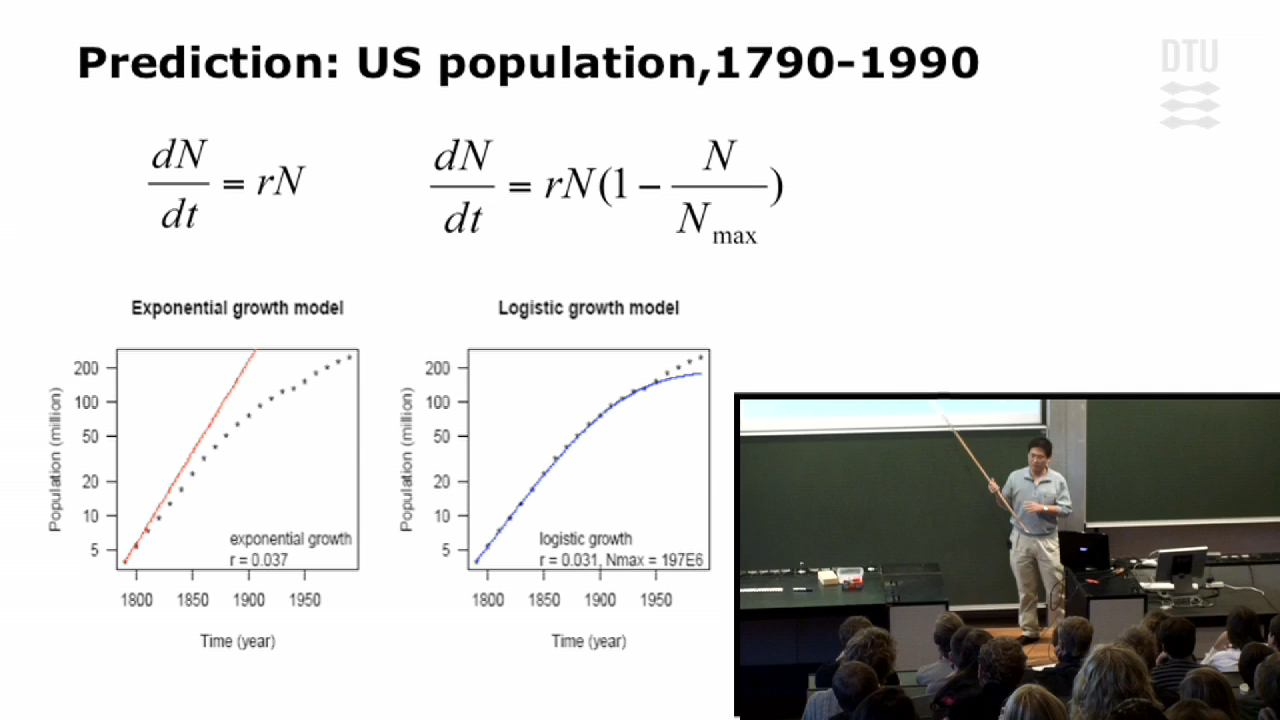 Prediction: US population,1790-1990
DTU
dN/dt = rN
dN/dt = rN(1 − N/Nmax)
Exponential growth model
Population (million)
200
100
50
20
10
5
exponential growth
r = 0.037
1800 1850 1900 1950
Time (year)
Logistic growth model
Population (million)
200
100
50
20
10
5
logistic growth
r = 0.031, Nmax = 197E6
1800 1850 1900 1950
Time (year)